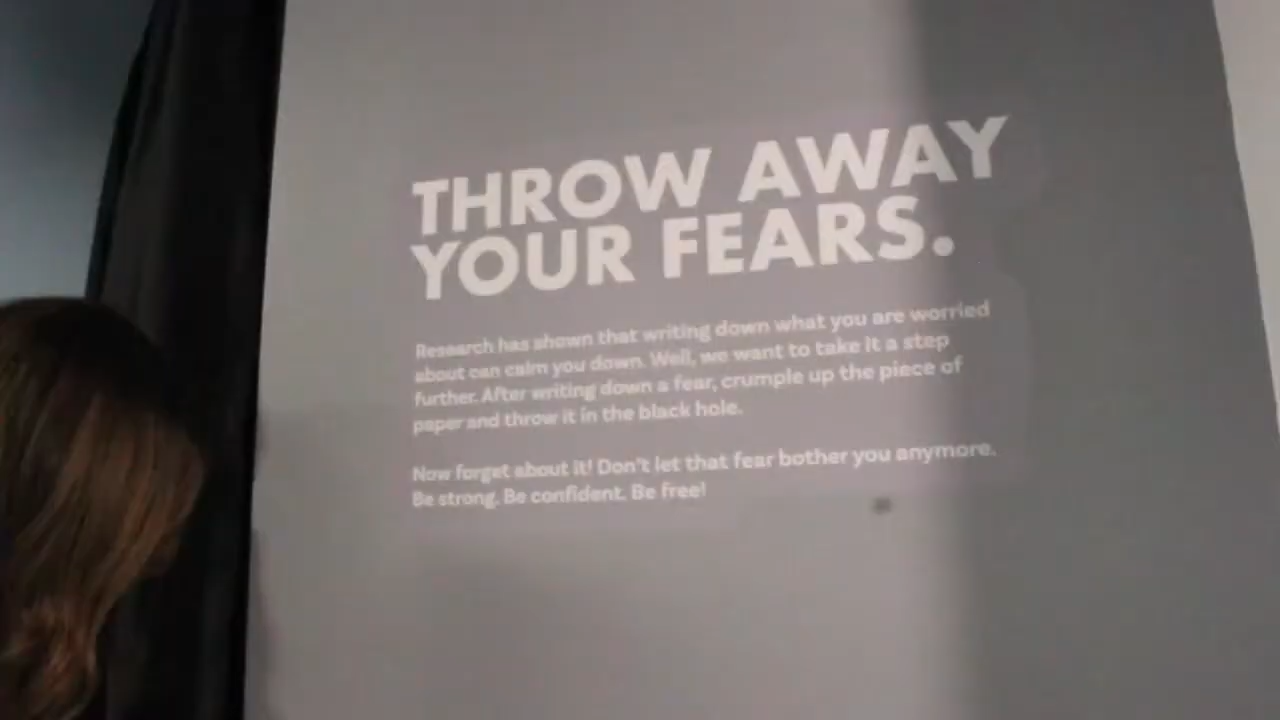 THROW AWAY
YOUR FEARS.
Research has shown that writing down what you are worried
about can calm you down. Well, we want to take it a step
further. After writing down a fear, crumple up the piece of
paper and throw it in the black hole.
Now forget about it! Don't let that fear bother you anymore.
Be strong. Be confident. Be free!